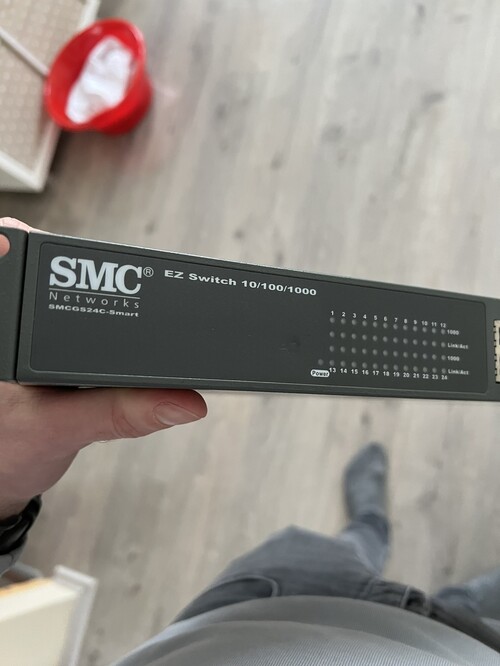 SMC® EZ Switch 10/100/1000
Networks
SMCGS24C-Smart
1 2 3 4 5 6 7 8 9 10 11 12
1000
Link/Act
1000
Link/Act
Power 13 14 15 16 17 18 19 20 21 22 23 24